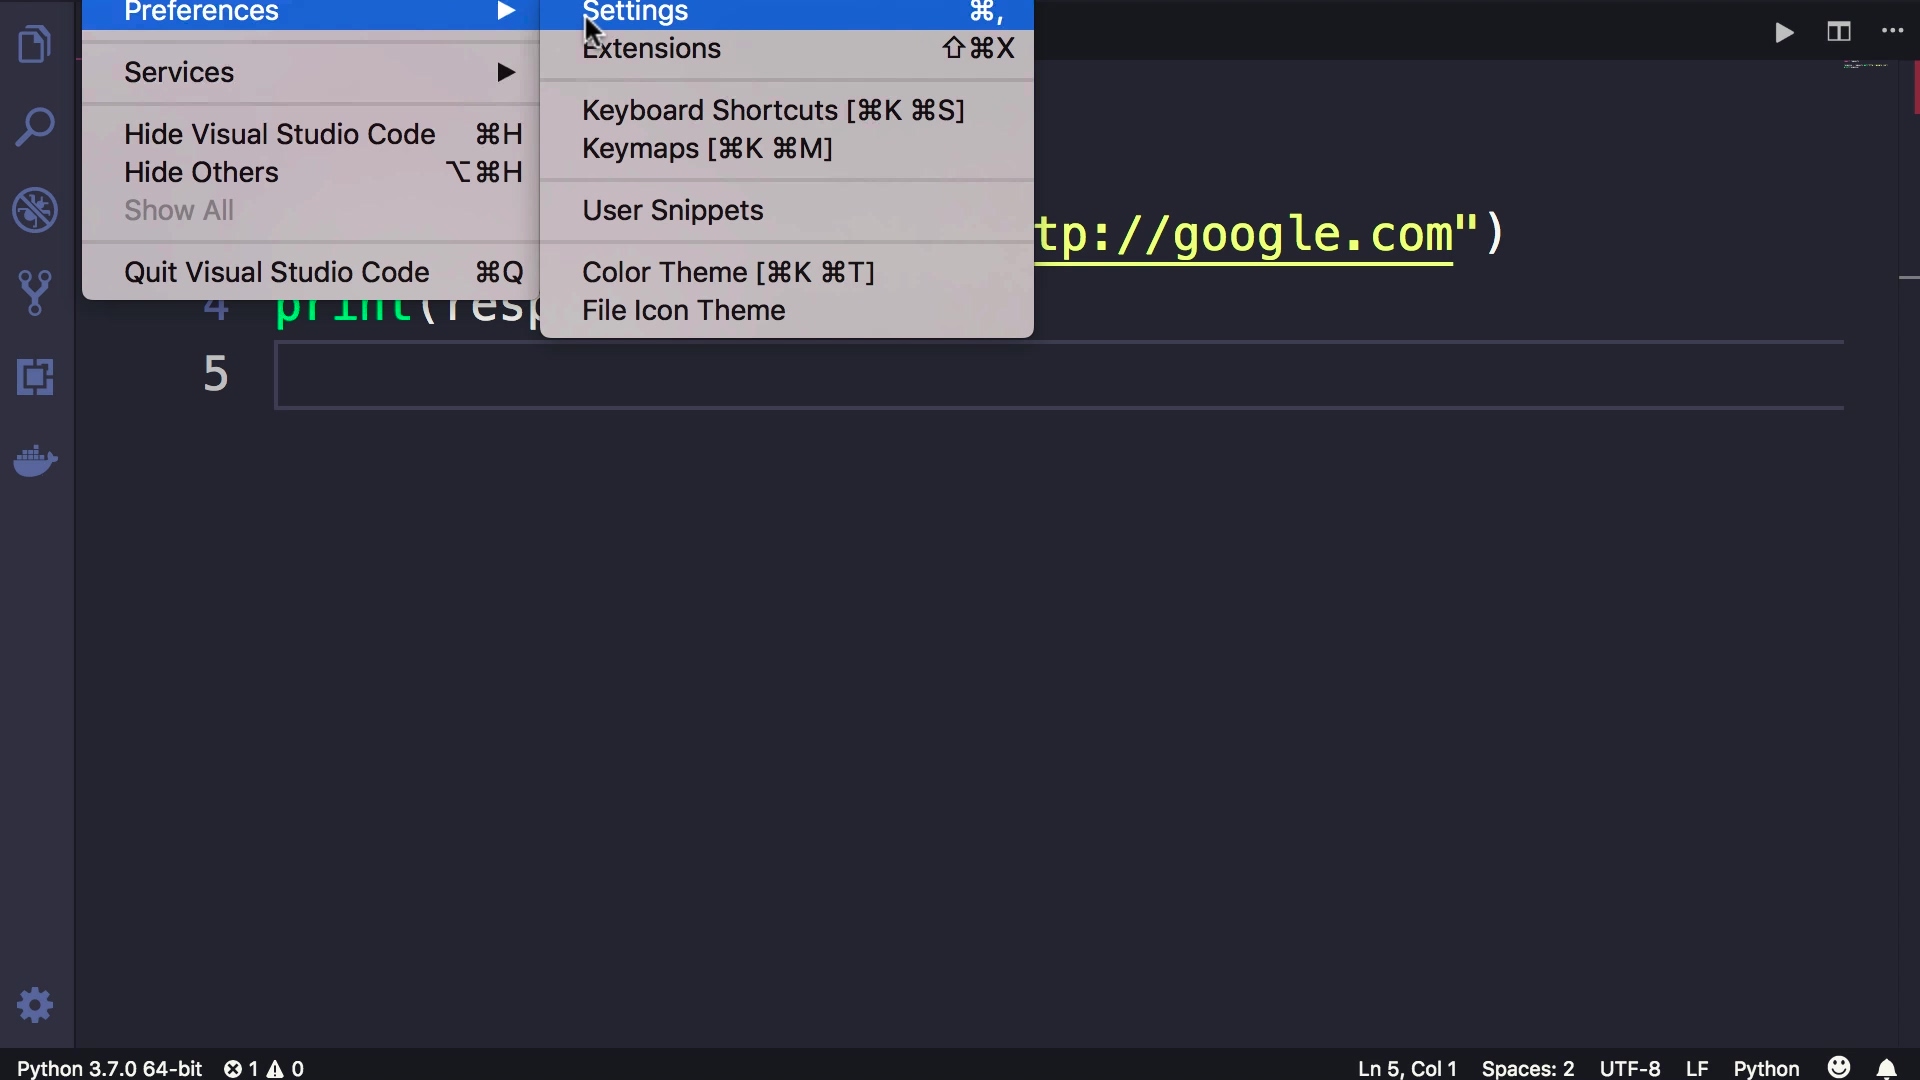 Preferences ▶
Settings ⌘,
Extensions ⇧⌘X
Services ▶
Keyboard Shortcuts [⌘K ⌘S]
Hide Visual Studio Code ⌘H
Keymaps [⌘K ⌘M]
Hide Others ⌥⌘H
Show All
User Snippets
tp://google.com")
Quit Visual Studio Code ⌘Q
Color Theme [⌘K ⌘T]
File Icon Theme
4 print(resp
5
Python 3.7.0 64-bit 1 0 Ln 5, Col 1 Spaces: 2 UTF-8 LF Python